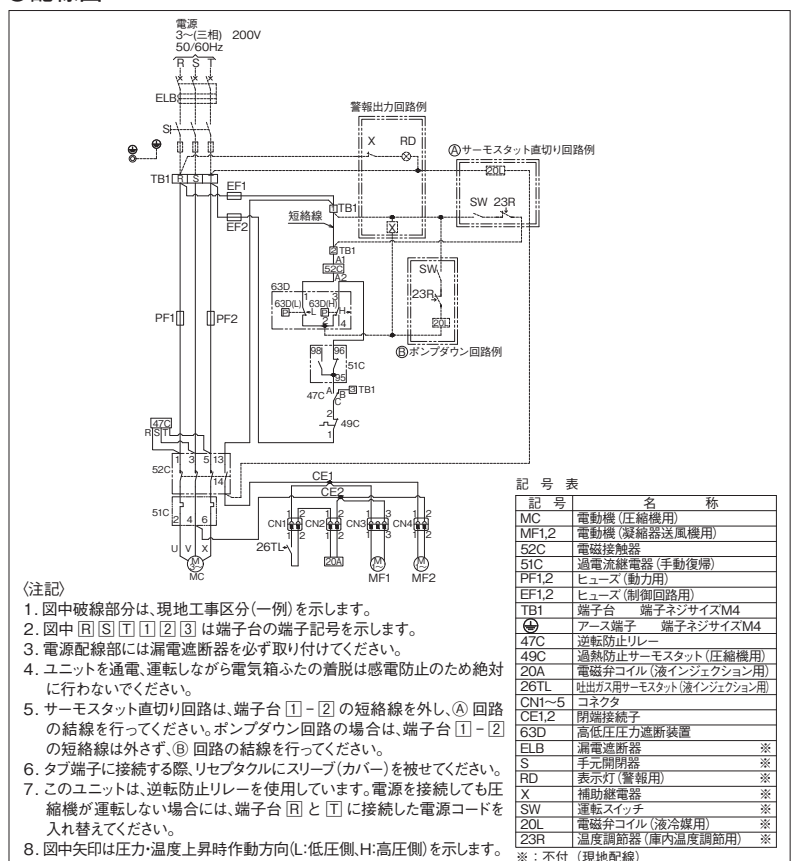 電源
3～(三相) 200V
50/60Hz
R S T
ELB
S
TB1 R S T
EF1
EF2
警報出力回路例
X RD
Ⓐサーモスタット直切り回路例
20L
SW 23R
1 TB1
短絡線
X
2 TB1
A1
52C
A2
SW
23R
20L
Ⓑポンプダウン回路例
63D
1 3
63D(L) 63D(H)
P L P H
2 4
PF1 PF2
98 96
51C
95
47C A B 3 TB1
C
2
49C
1
47C
R S T
1 3 5 13
52C
14
51C
2 4 6
U V X
M
MC
CE1
CE2
1 2 1 2 1 3 1 3
CN1 CN2 CN3 CN4
1 2 1 2 1 3 1 2
26TL
20A
M M
MF1 MF2
〈注記〉
1. 図中破線部分は、現地工事区分(一例)を示します。
2. 図中 R S T 1 2 3 は端子台の端子記号を示します。
3. 電源配線部には漏電遮断器を必ず取り付けてください。
4. ユニットを通電、運転しながら電気箱ふたの着脱は感電防止のため絶対
に行わないでください。
5. サーモスタット直切り回路は、端子台 1 - 2 の短絡線を外し、Ⓐ 回路
の結線を行ってください。ポンプダウン回路の場合は、端子台 1 - 2
の短絡線は外さず、Ⓑ 回路の結線を行ってください。
6. タブ端子に接続する際、リセプタクルにスリーブ(カバー)を被せてください。
7. このユニットは、逆転防止リレーを使用しています。電源を接続しても圧
縮機が運転しない場合には、端子台 R と T に接続した電源コードを
入れ替えてください。
8. 図中矢印は圧力・温度上昇時作動方向(L:低圧側、H:高圧側)を示します。
記 号 表
記 号 名 称
MC 電動機(圧縮機用)
MF1,2 電動機(凝縮器送風機用)
52C 電磁接触器
51C 過電流継電器(手動復帰)
PF1,2 ヒューズ(動力用)
EF1,2 ヒューズ(制御回路用)
TB1 端子台 端子ネジサイズM4
アース端子 端子ネジサイズM4
47C 逆転防止リレー
49C 過熱防止サーモスタット(圧縮機用)
20A 電磁弁コイル(液インジェクション用)
26TL 吐出ガス用サーモスタット(液インジェクション用)
CN1～5 コネクタ
CE1,2 閉端接続子
63D 高低圧圧力遮断装置
ELB 漏電遮断器 ※
S 手元開閉器 ※
RD 表示灯(警報用) ※
X 補助継電器 ※
SW 運転スイッチ ※
20L 電磁弁コイル(液冷媒用) ※
23R 温度調節器(庫内温度調節用) ※
※：不付(現地配線)